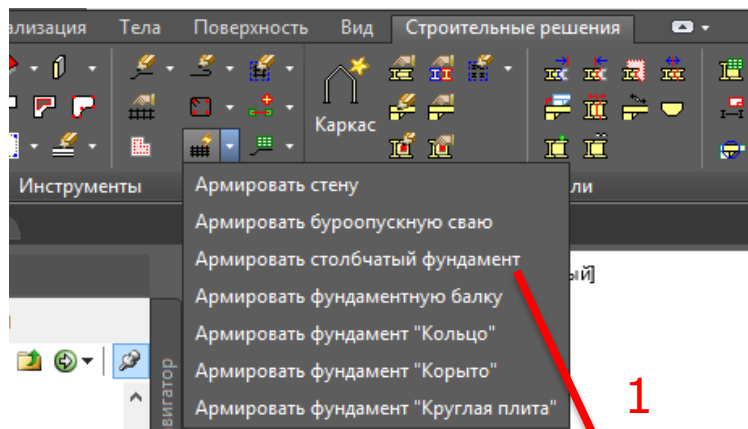 ализация Тела Поверхность Вид Строительные решения
Каркас
Инструменты ли
Армировать стену
Армировать буроопускную сваю
Армировать столбчатый фундамент ый]
Армировать фундаментную балку
Армировать фундамент "Кольцо"
Армировать фундамент "Корыто"
Армировать фундамент "Круглая плита"
вигатор
1